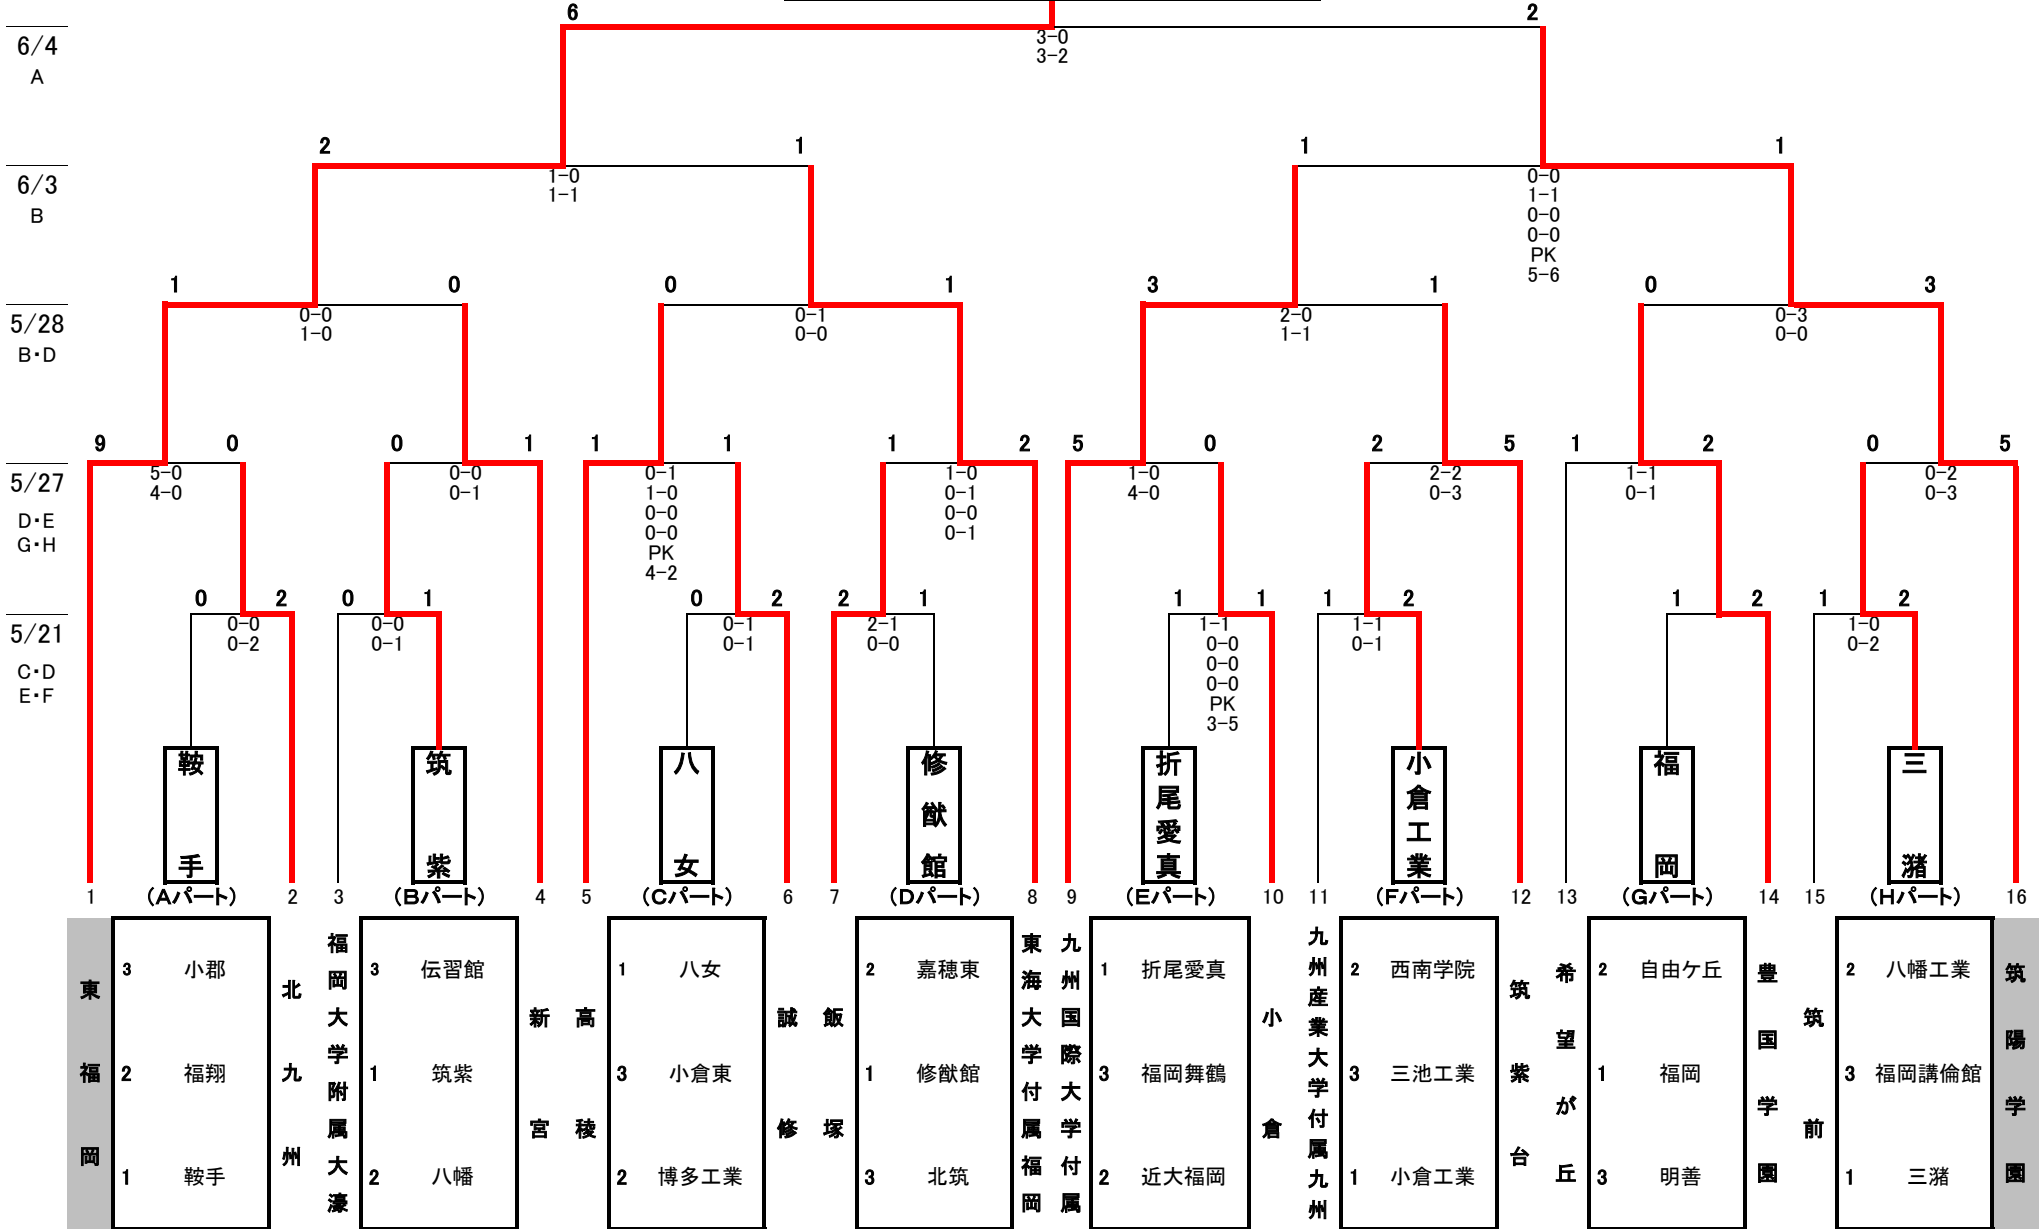 6 2
6/4
A
3-0
3-2
2 1 1 1
6/3
B
1-0
1-1
0-0
1-1
0-0
0-0
PK
5-6
1 0 0 1 3 1 0 3
5/28
B・D
0-0
1-0
0-1
0-0
2-0
1-1
0-3
0-0
9 0 0 1 1 1 1 2 5 0 2 5 1 2 0 5
5/27
D・E
G・H
5-0
4-0
0-0
0-1
0-1
1-0
0-0
0-0
PK
4-2
1-0
0-1
0-0
0-1
1-0
4-0
2-2
0-3
1-1
0-1
0-2
0-3
0 2 0 1 0 2 2 1 1 1 1 2 1 2 1 2
5/21
C・D
E・F
0-0
0-2
0-0
0-1
0-1
0-1
2-1
0-0
1-1
0-0
0-0
0-0
PK
3-5
1-1
0-1
1-0
0-2
鞍手
筑紫
八女
修猷館
折尾愛真
小倉工業
福岡
三潴
1 (Aパート) 2 3 (Bパート) 4 5 (Cパート) 6 7 (Dパート) 8 9 (Eパート) 10 11 (Fパート) 12 13 (Gパート) 14 15 (Hパート) 16
東福岡
3 小郡
2 福翔
1 鞍手
北九州
福岡大学附属大濠
3 伝習館
1 筑紫
2 八幡
新宮
高稜
1 八女
3 小倉東
2 博多工業
誠修
飯塚
2 嘉穂東
1 修猷館
3 北筑
東海大学付属福岡
九州国際大学付属
1 折尾愛真
3 福岡舞鶴
2 近大福岡
小倉
九州産業大学付属九州
2 西南学院
3 三池工業
1 小倉工業
筑紫が台
希望が丘
2 自由ケ丘
1 福岡
3 明善
豊国学園
筑前
2 八幡工業
3 福岡講倫館
1 三潴
筑陽学園